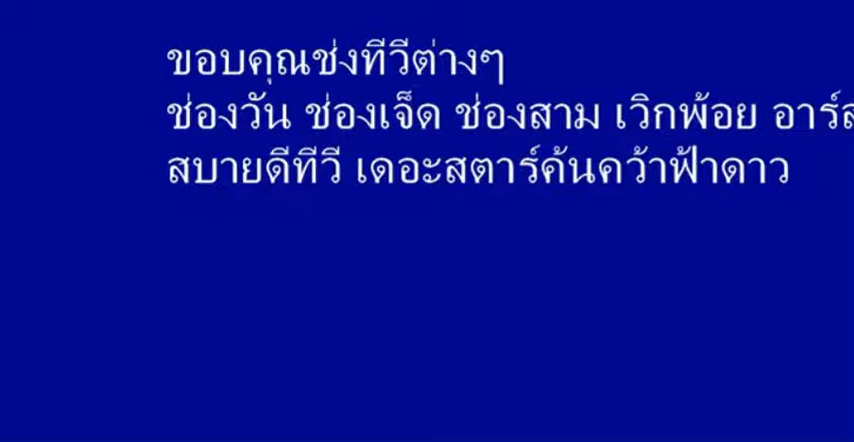 ขอบคุณช่งทีวีต่างๆ
ช่องวัน ช่องเจ็ด ช่องสาม เวิกพ้อย
สบายดีทีวี เดอะสตาร์ค้นคว้าฟ้าดาว